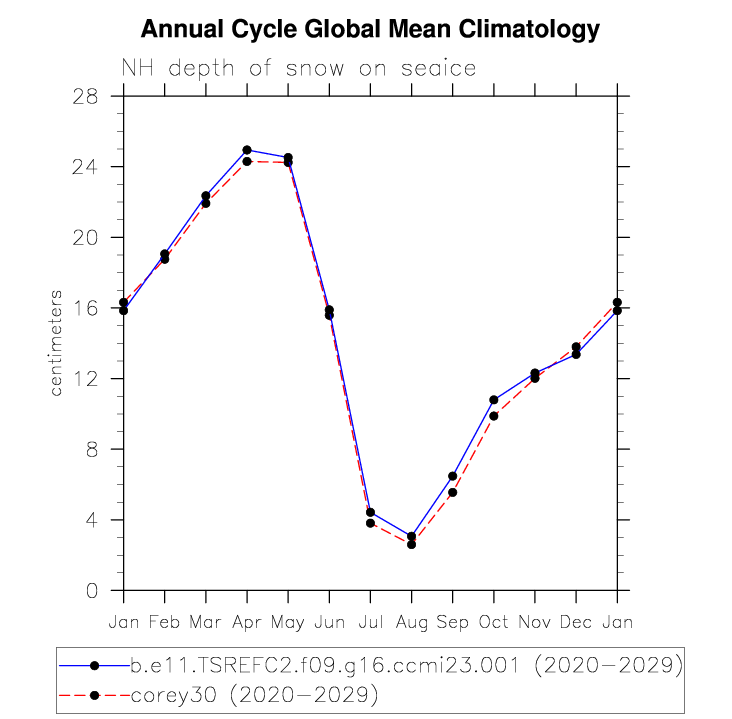 Annual Cycle Global Mean Climatology
NH depth of snow on seaice
28
24
20
16
12
8
4
0
centimeters
Jan Feb Mar Apr May Jun Jul Aug Sep Oct Nov Dec Jan
b.e11.TSREFC2.f09.g16.ccmi23.001 (2020-2029)
corey30 (2020-2029)